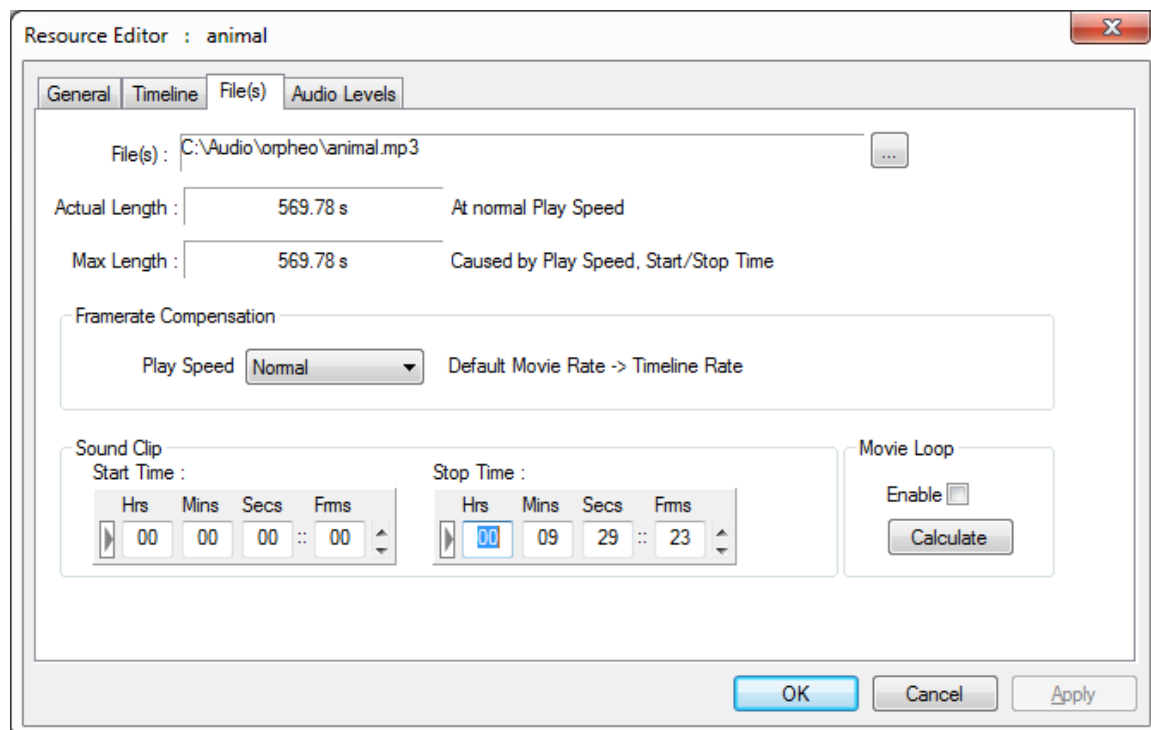 Resource Editor : animal
X
General Timeline File(s) Audio Levels
File(s) : C:\Audio\orpheo\animal.mp3 ...
Actual Length : 569.78 s At normal Play Speed
Max Length : 569.78 s Caused by Play Speed, Start/Stop Time
Framerate Compensation
Play Speed Normal Default Movie Rate -> Timeline Rate
Sound Clip
Start Time :
Hrs Mins Secs Frms
00 00 00 :: 00
Stop Time :
Hrs Mins Secs Frms
00 09 29 :: 23
Movie Loop
Enable
Calculate
OK Cancel Apply